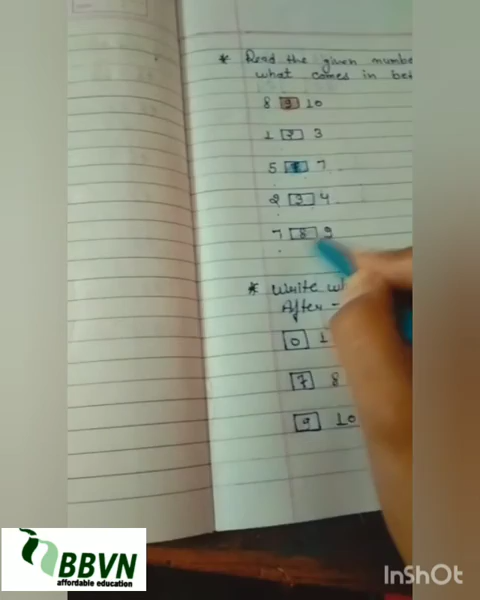 * Read the given numbe
what comes in bet
8 9 10
1 2 3
5 7
2 3 4
7 8 9
* Write wh
After -
0 1
7 8
9 10
BBVN
affordable education
InShOt